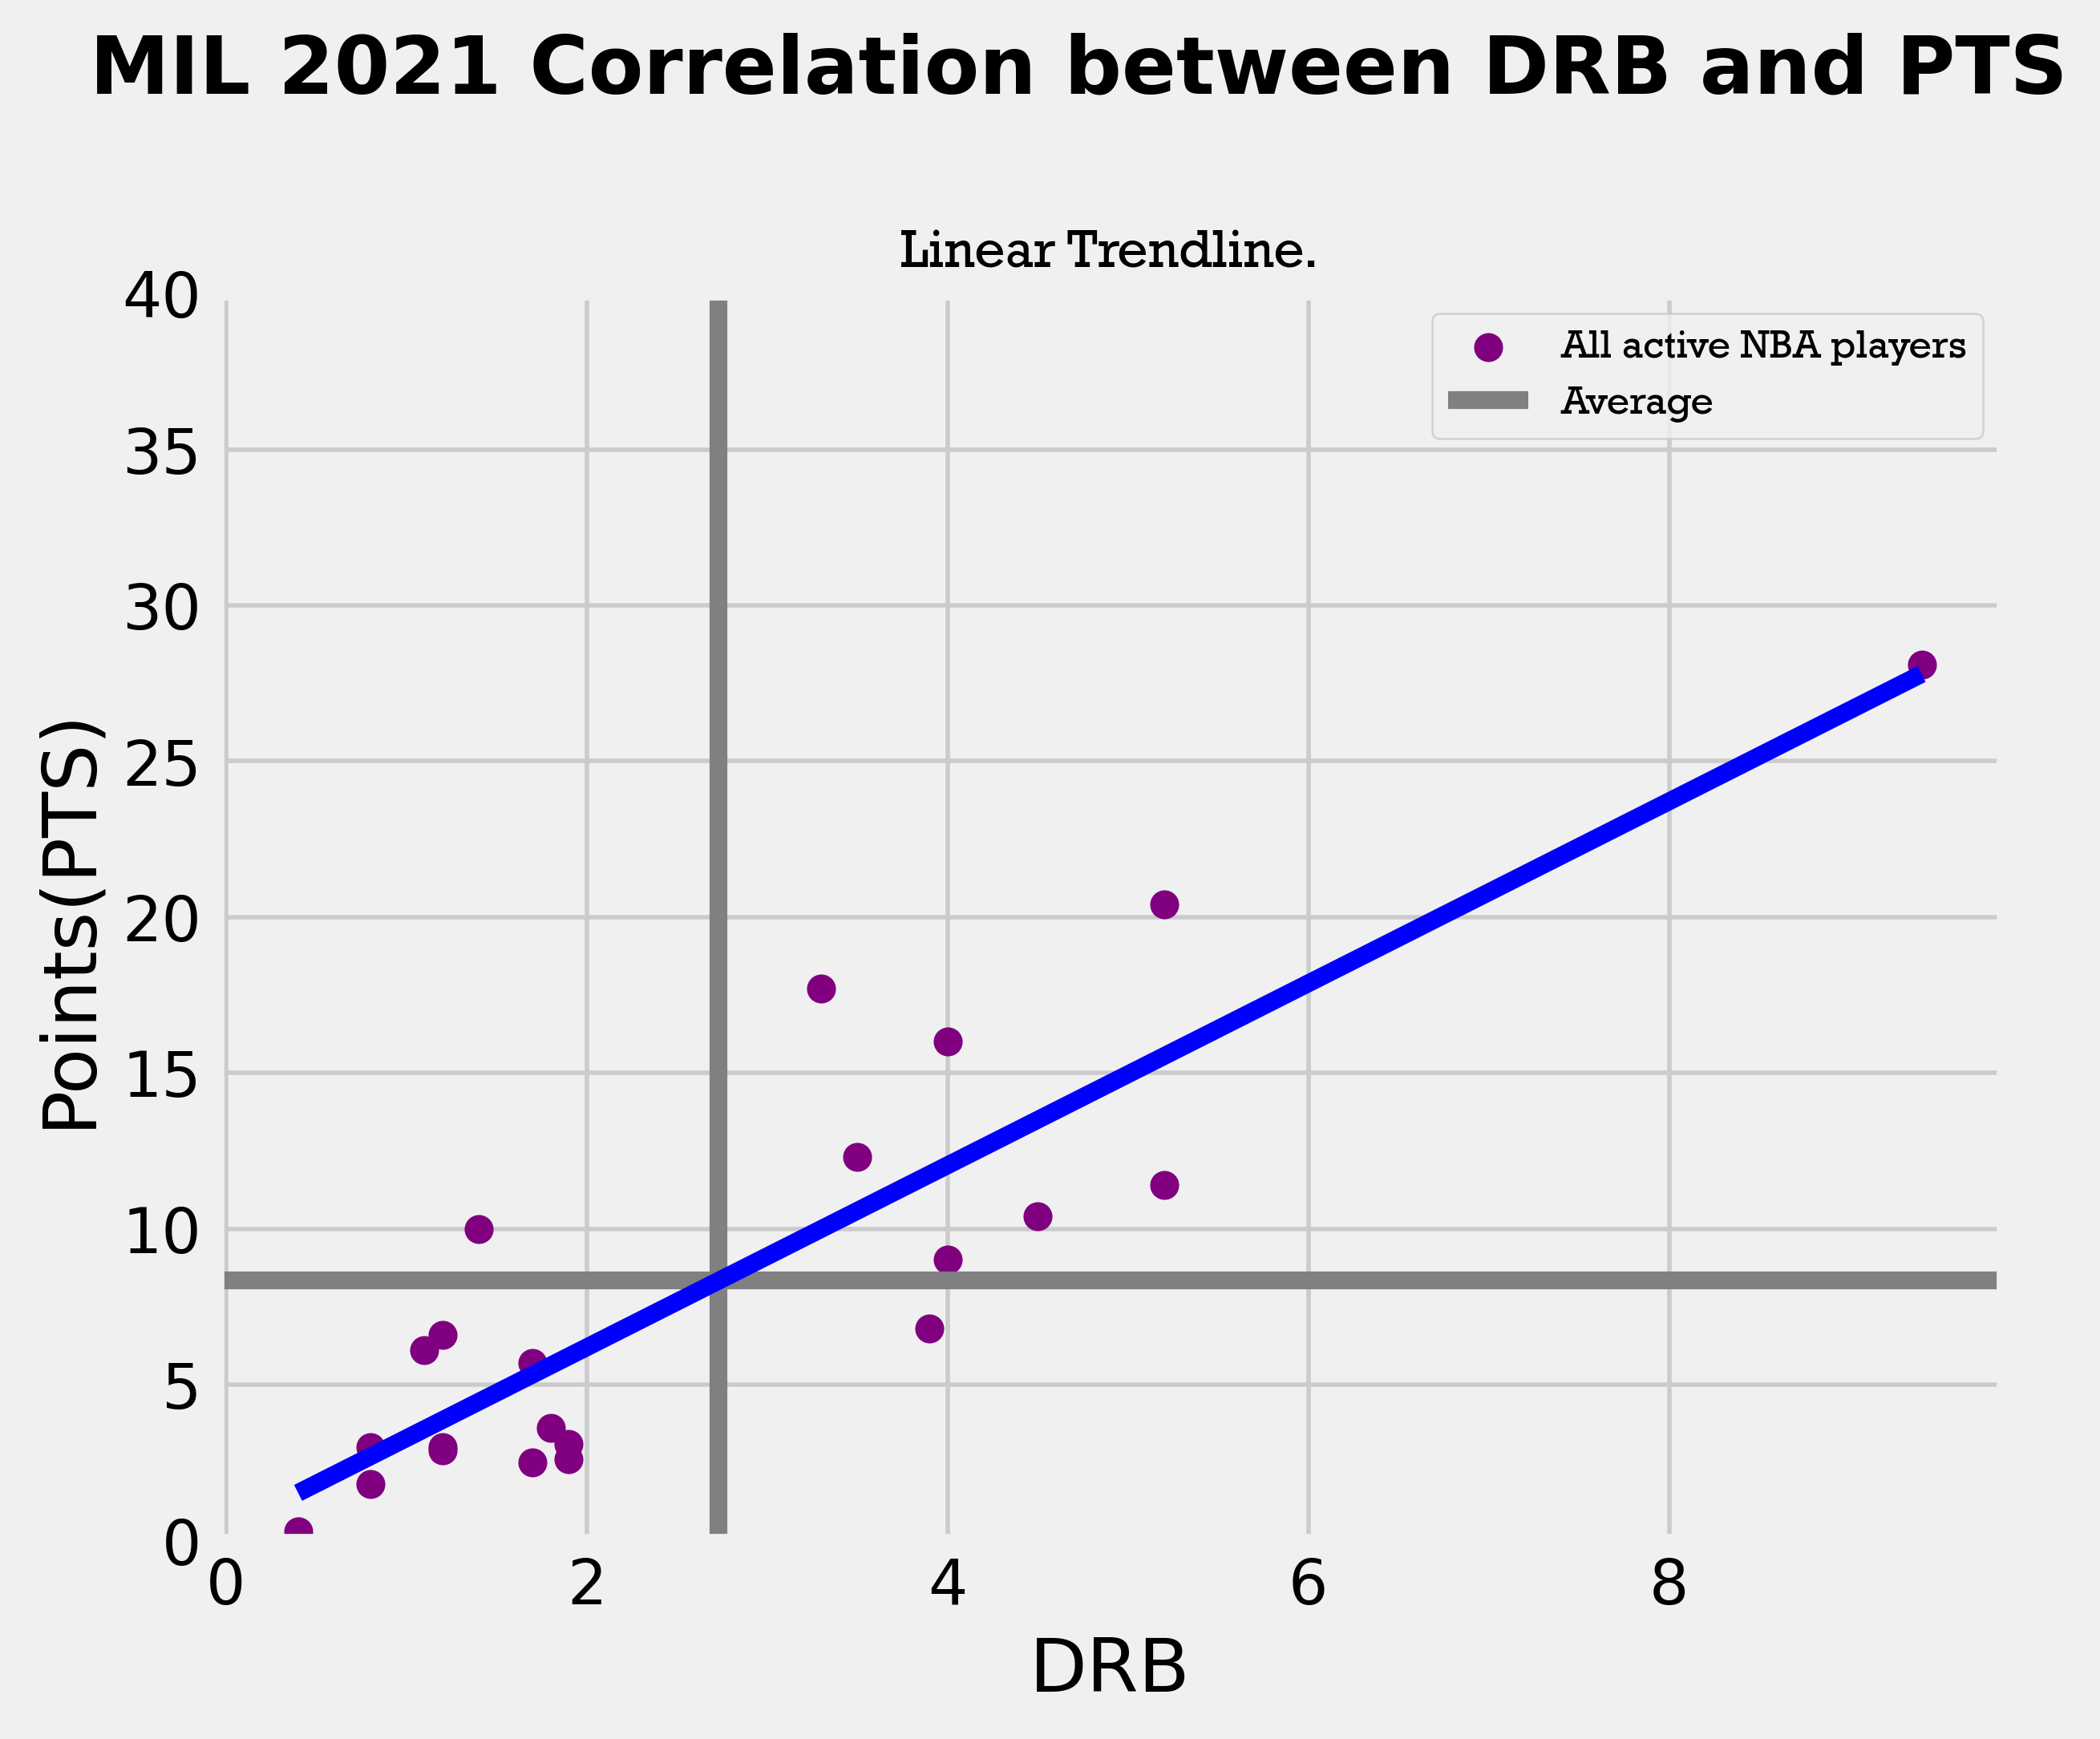 MIL 2021 Correlation between DRB and PTS
Linear Trendline.
All active NBA players
Average
Points(PTS)
40
35
30
25
20
15
10
5
0
0 2 4 6 8
DRB